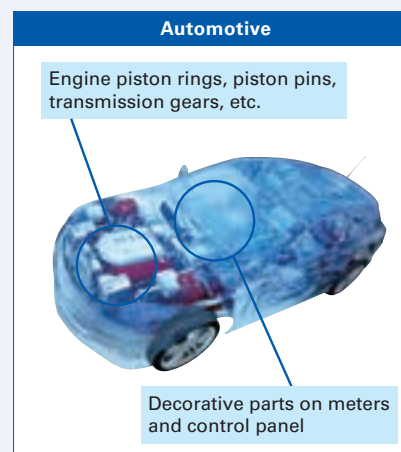 Automotive
Engine piston rings, piston pins,
transmission gears, etc.
Decorative parts on meters
and control panel